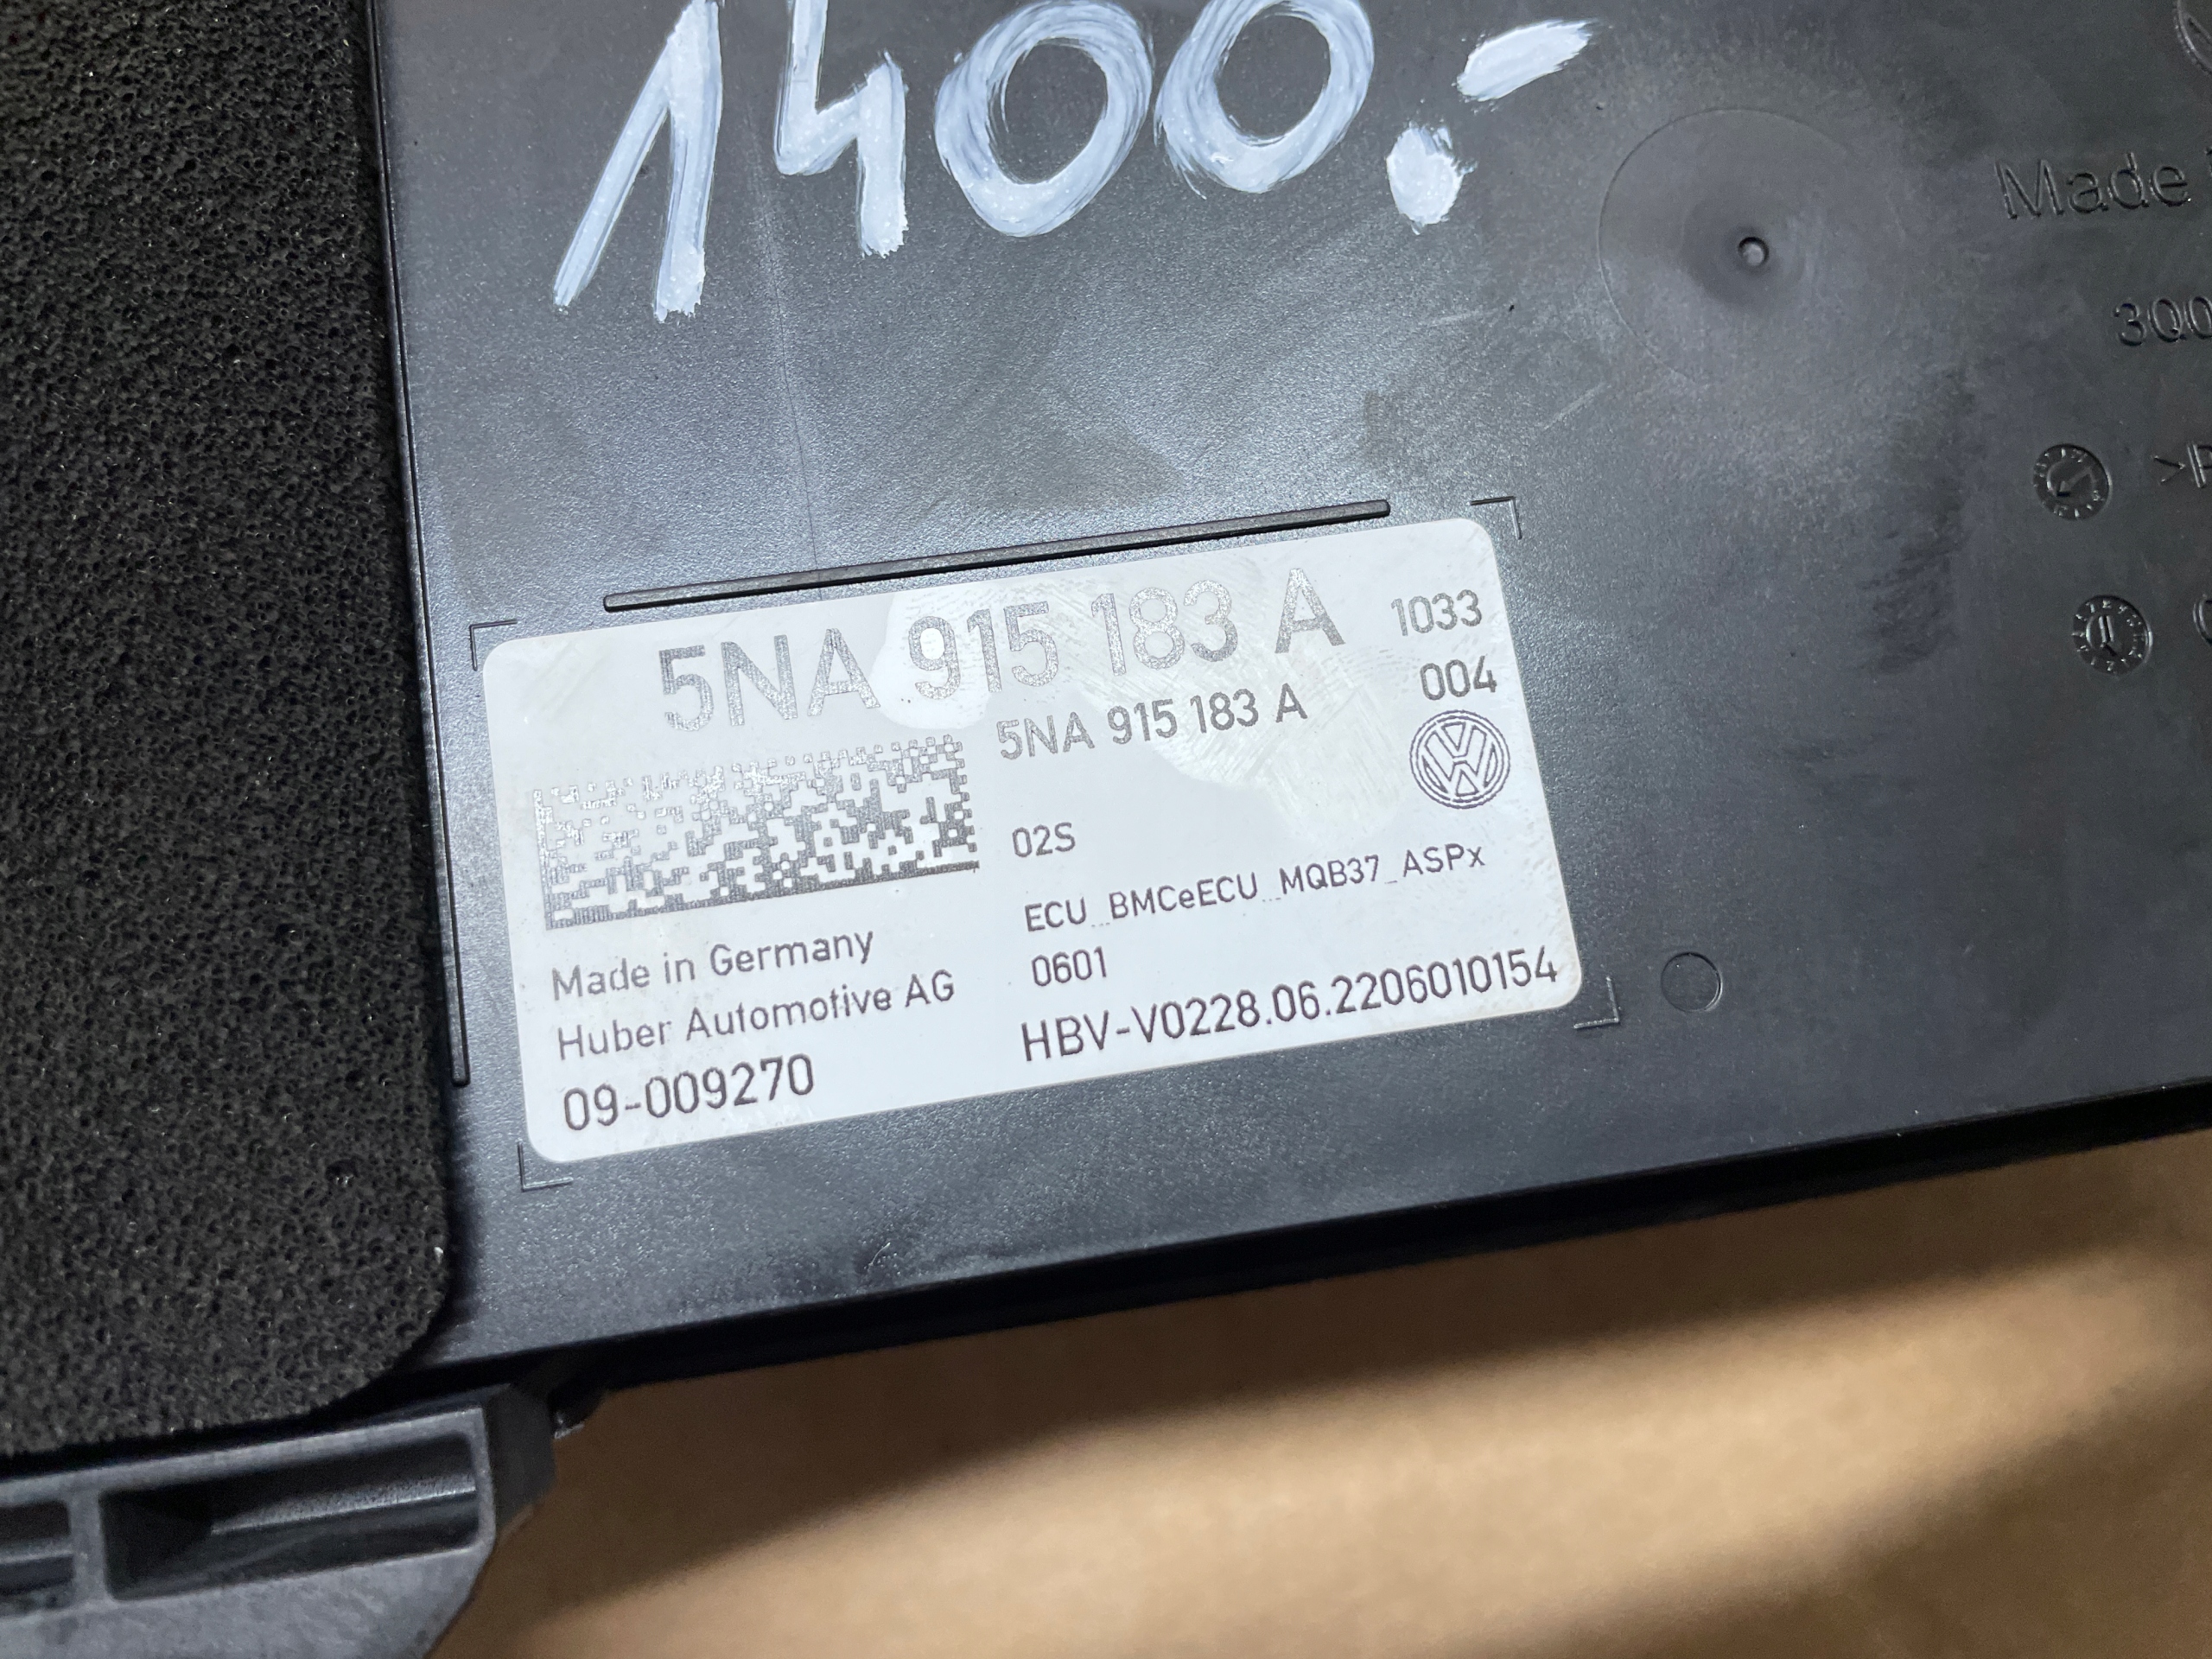 1400.-
Made
3Q0
5NA 915 183 A
1033
004
5NA 915 183 A
02S
ECU_BMCeECU_MQB37_ASPx
0601
HBV-V0228.06.2206010154
Made in Germany
Huber Automotive AG
09-009270